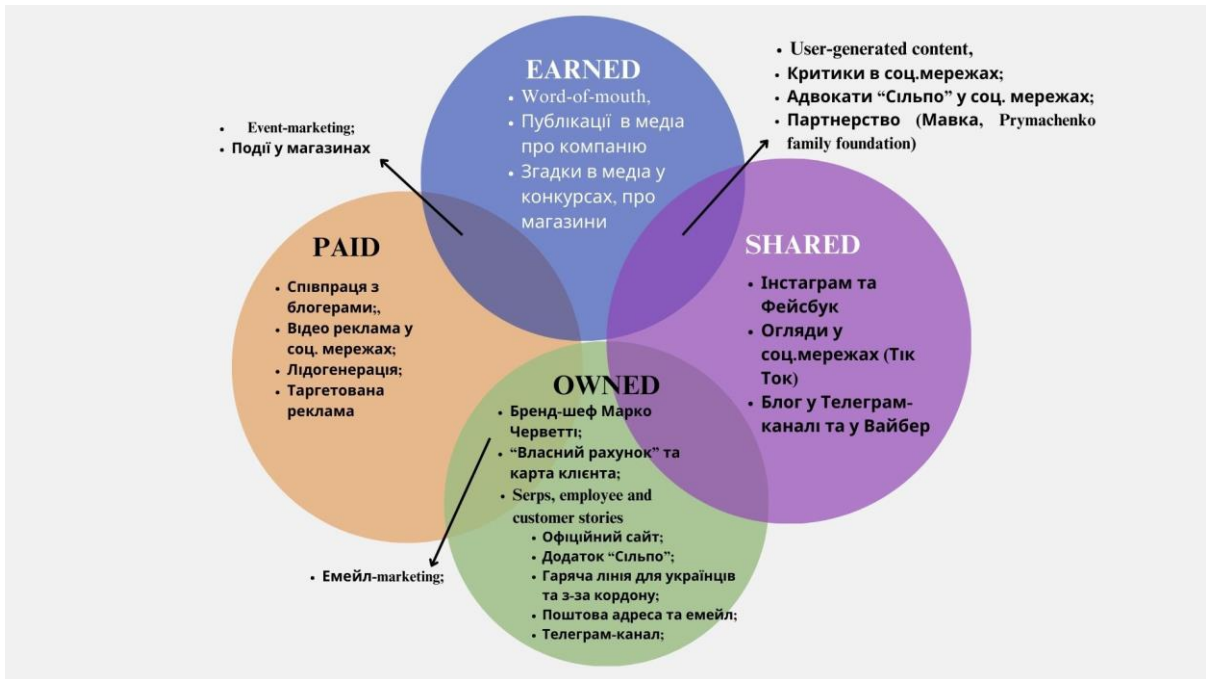 EARNED
• Word-of-mouth,
• Публікації в медіа
про компанію
• Згадки в медіа у
конкурсах, про
магазини
• User-generated content,
• Критики в соц.мережах;
• Адвокати “Сільпо” у соц. мережах;
• Партнерство (Мавка, Prymachenko
family foundation)
• Event-marketing;
• Події у магазинах
PAID
• Співпраця з
блогерами;,
• Відео реклама у
соц. мережах;
• Лідогенерація;
• Таргетована
реклама
SHARED
• Інстаграм та
Фейсбук
• Огляди у
соц.мережах (Тік
Ток)
• Блог у Телеграм-
каналі та у Вайбер
OWNED
• Бренд-шеф Марко
Черветті;
• “Власний рахунок” та
карта клієнта;
• Serps, employee and
customer stories
• Офіційний сайт;
• Додаток “Сільпо”;
• Гаряча лінія для українців
та з-за кордону;
• Поштова адреса та емейл;
• Телеграм-канал;
• Емейл-marketing;